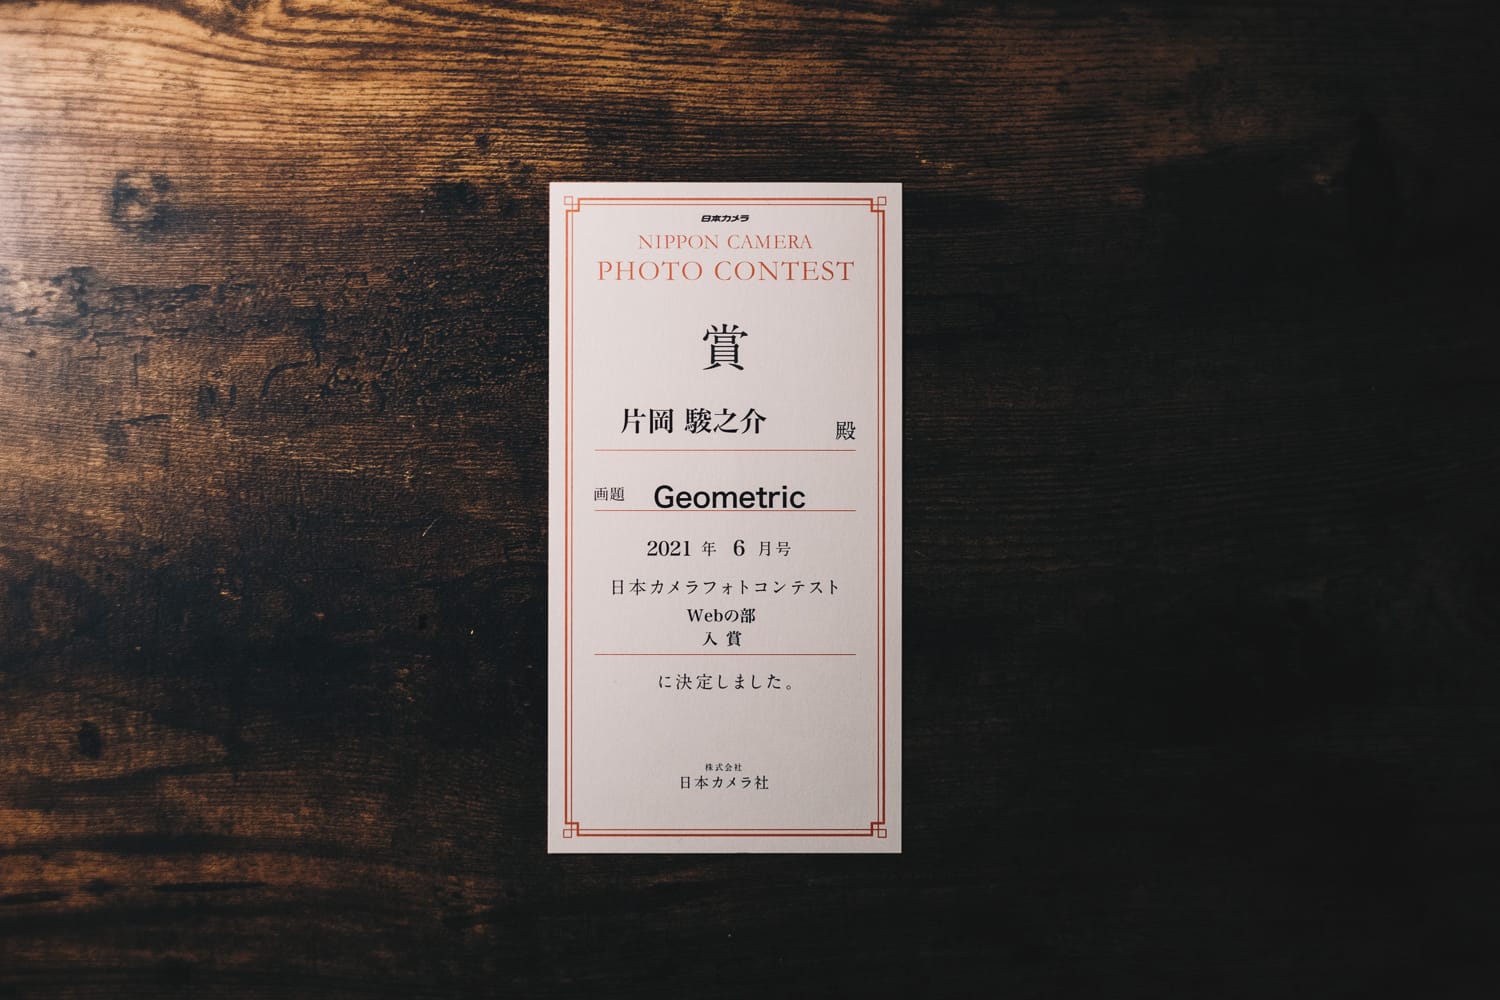 日本カメラ
NIPPON CAMERA
PHOTO CONTEST
賞
片岡 駿之介 殿
画題 Geometric
2021 年 6 月号
日本カメラフォトコンテスト
Webの部
入 賞
に決定しました。
株式会社
日本カメラ社